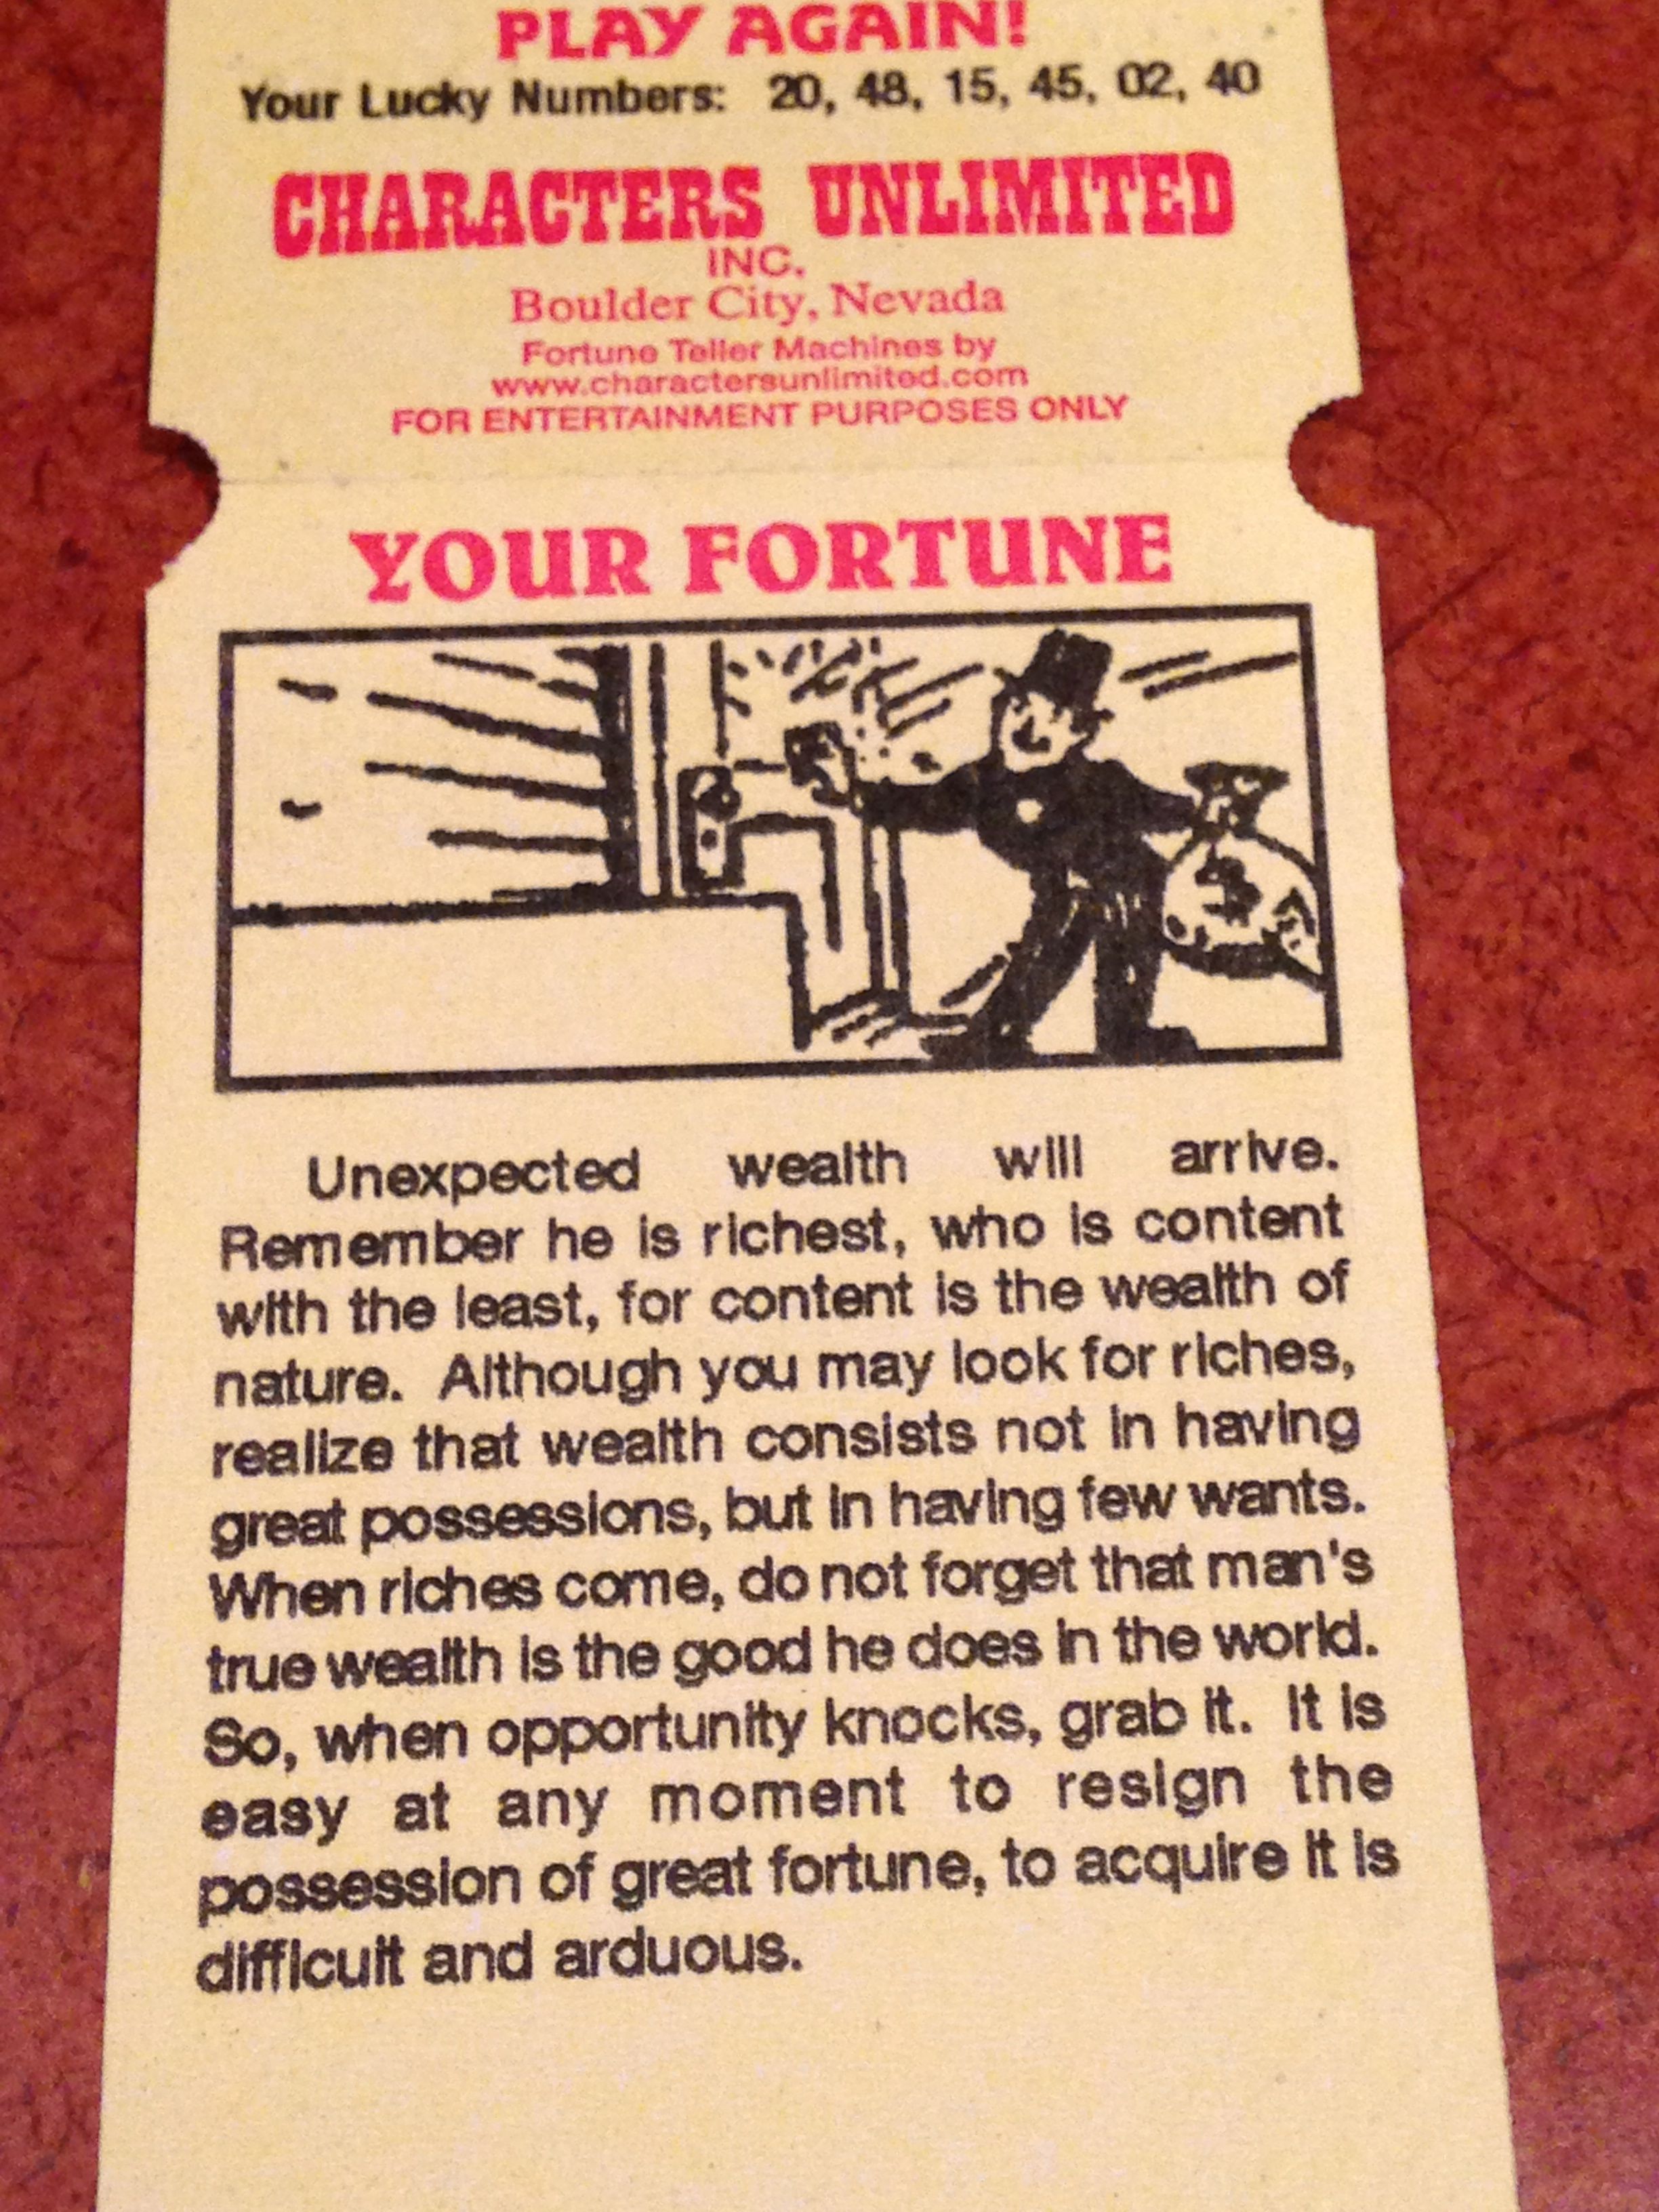 PLAY AGAIN!
Your Lucky Numbers: 20, 48, 15, 45, 02, 40
CHARACTERS UNLIMITED
INC.
Boulder City, Nevada
Fortune Teller Machines by
www.charactersunlimited.com
FOR ENTERTAINMENT PURPOSES ONLY
YOUR FORTUNE
$
Unexpected wealth will arrive.
Remember he is richest, who is content
with the least, for content is the wealth of
nature. Although you may look for riches,
realize that wealth consists not in having
great possessions, but in having few wants.
When riches come, do not forget that man's
true wealth is the good he does in the world.
So, when opportunity knocks, grab it. It is
easy at any moment to resign the
possession of great fortune, to acquire it is
difficult and arduous.